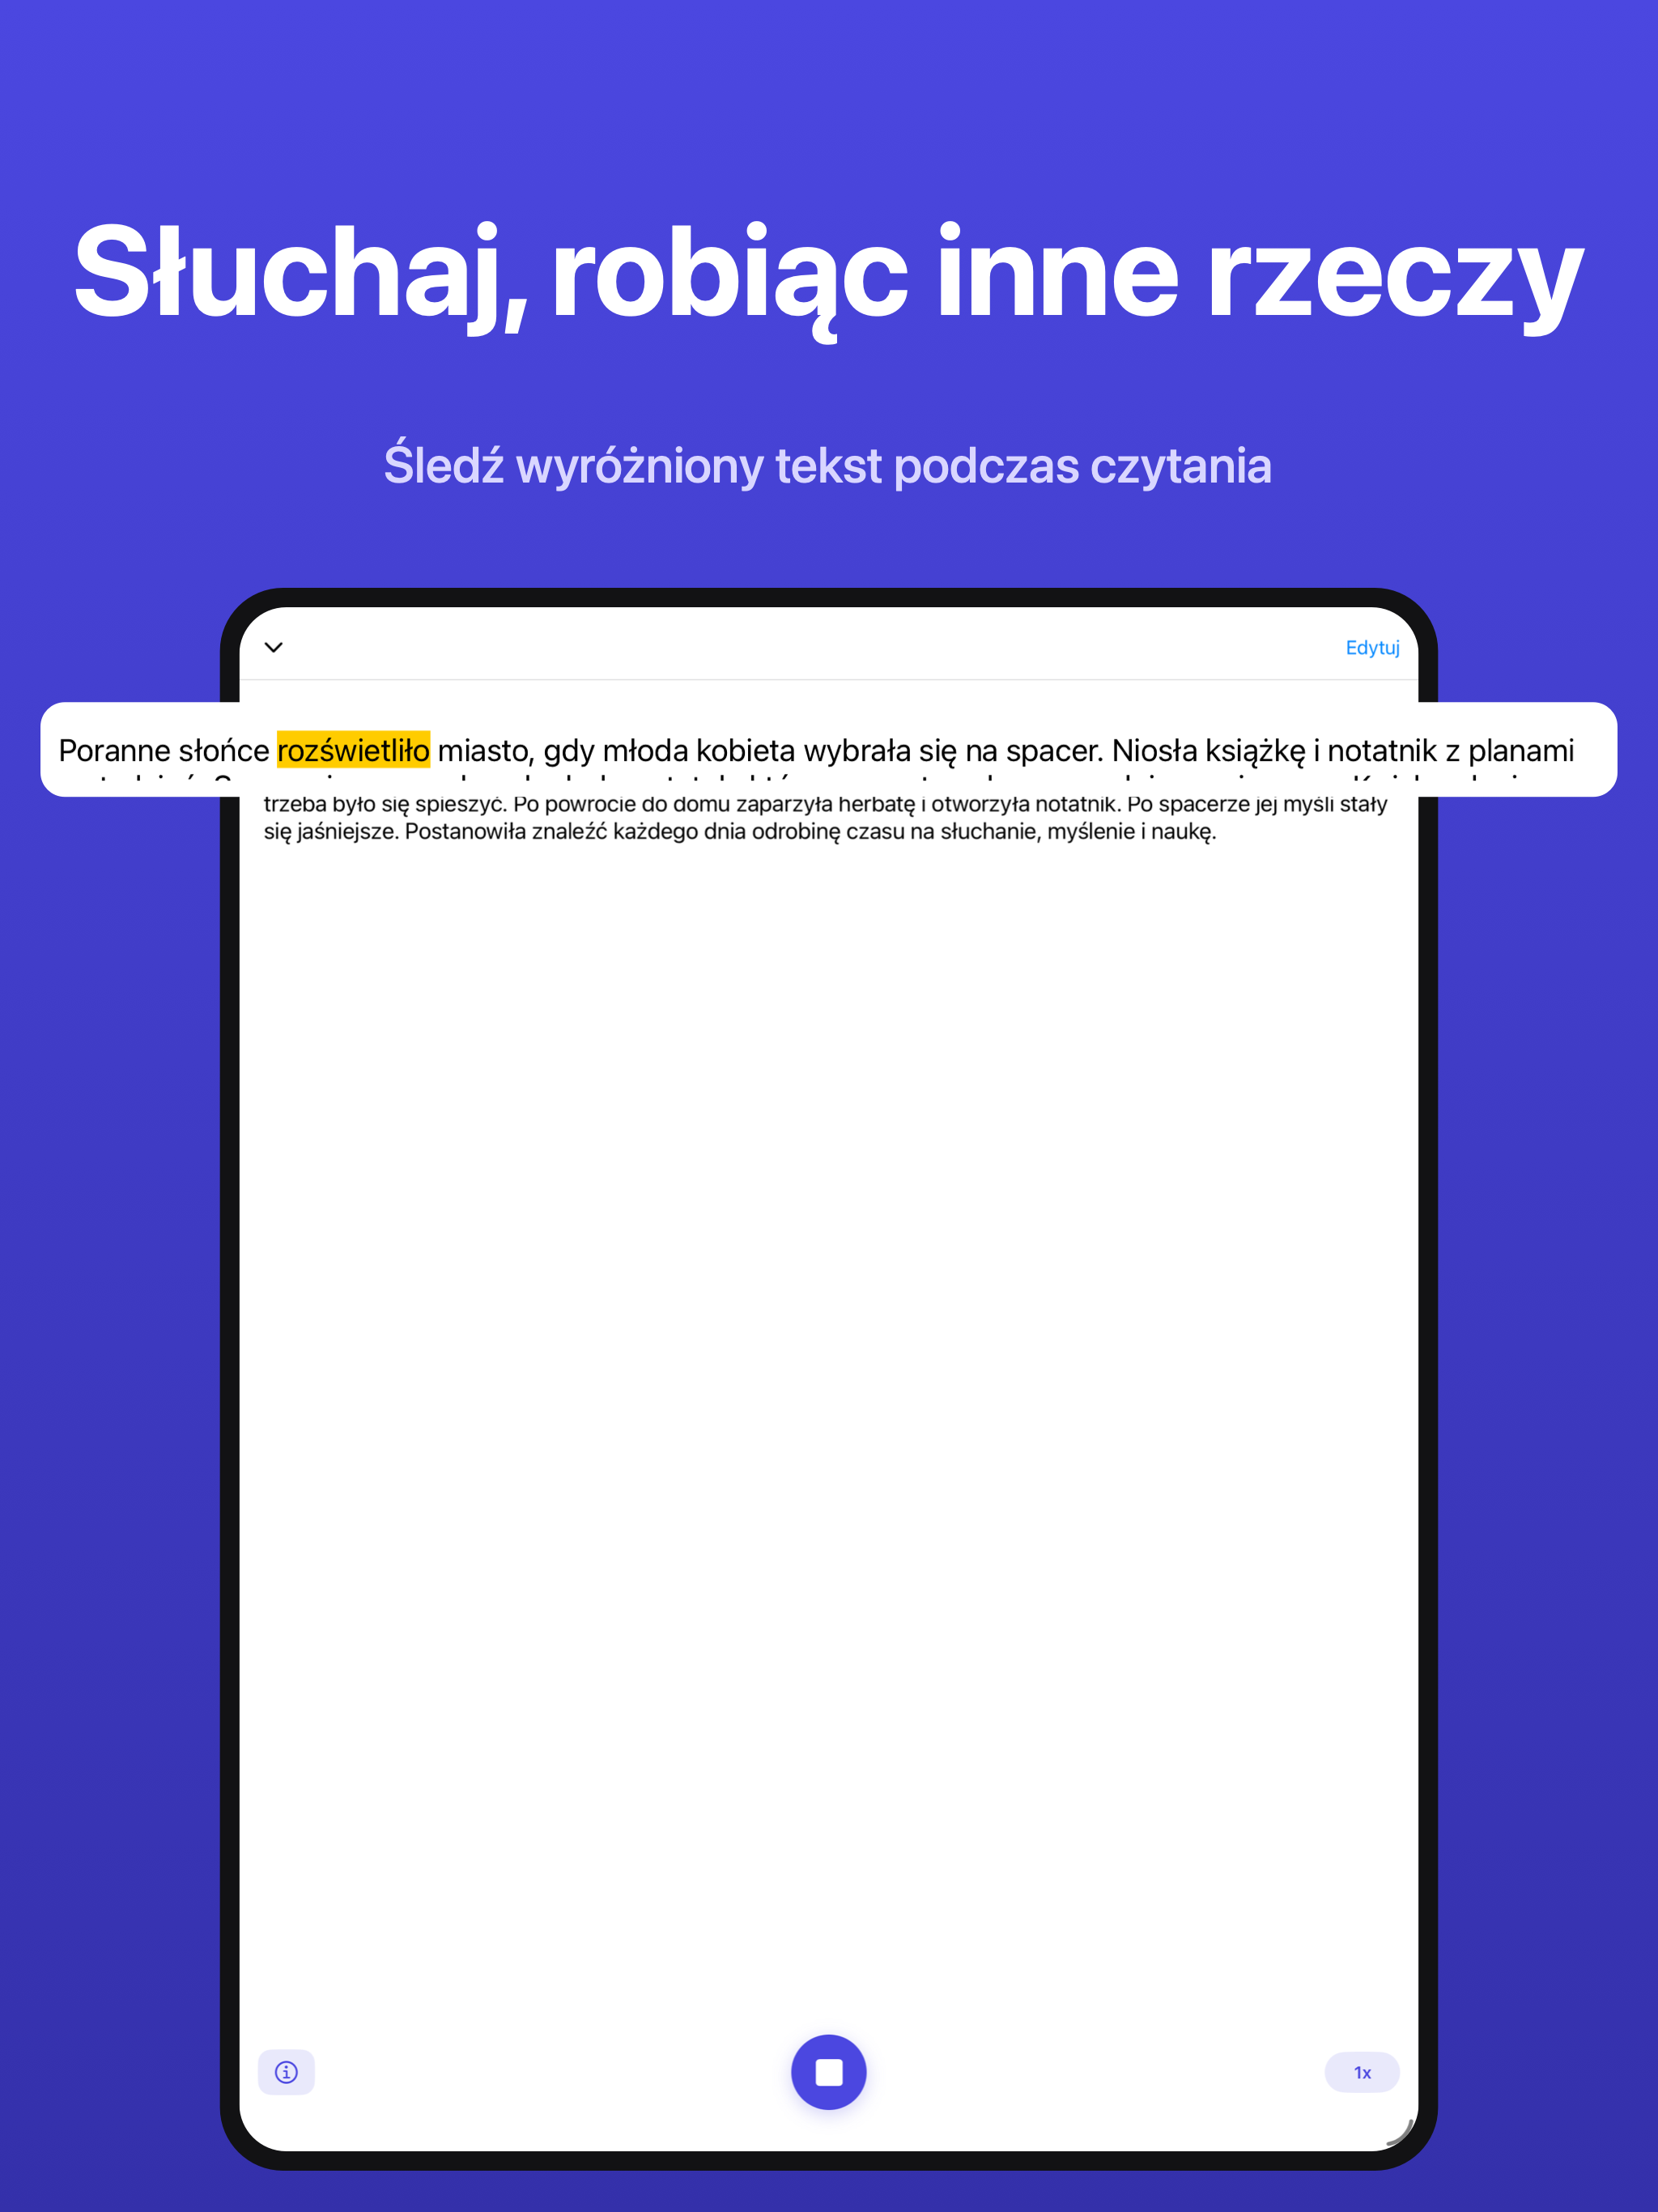 Słuchaj, robiąc inne rzeczy
Śledź wyróżniony tekst podczas czytania
Edytuj
Poranne słońce rozświetliło miasto, gdy młoda kobieta wybrała się na spacer. Niosła książkę i notatnik z planami
trzeba było się spieszyć. Po powrocie do domu zaparzyła herbatę i otworzyła notatnik. Po spacerze jej myśli stały
się jaśniejsze. Postanowiła znaleźć każdego dnia odrobinę czasu na słuchanie, myślenie i naukę.
1x